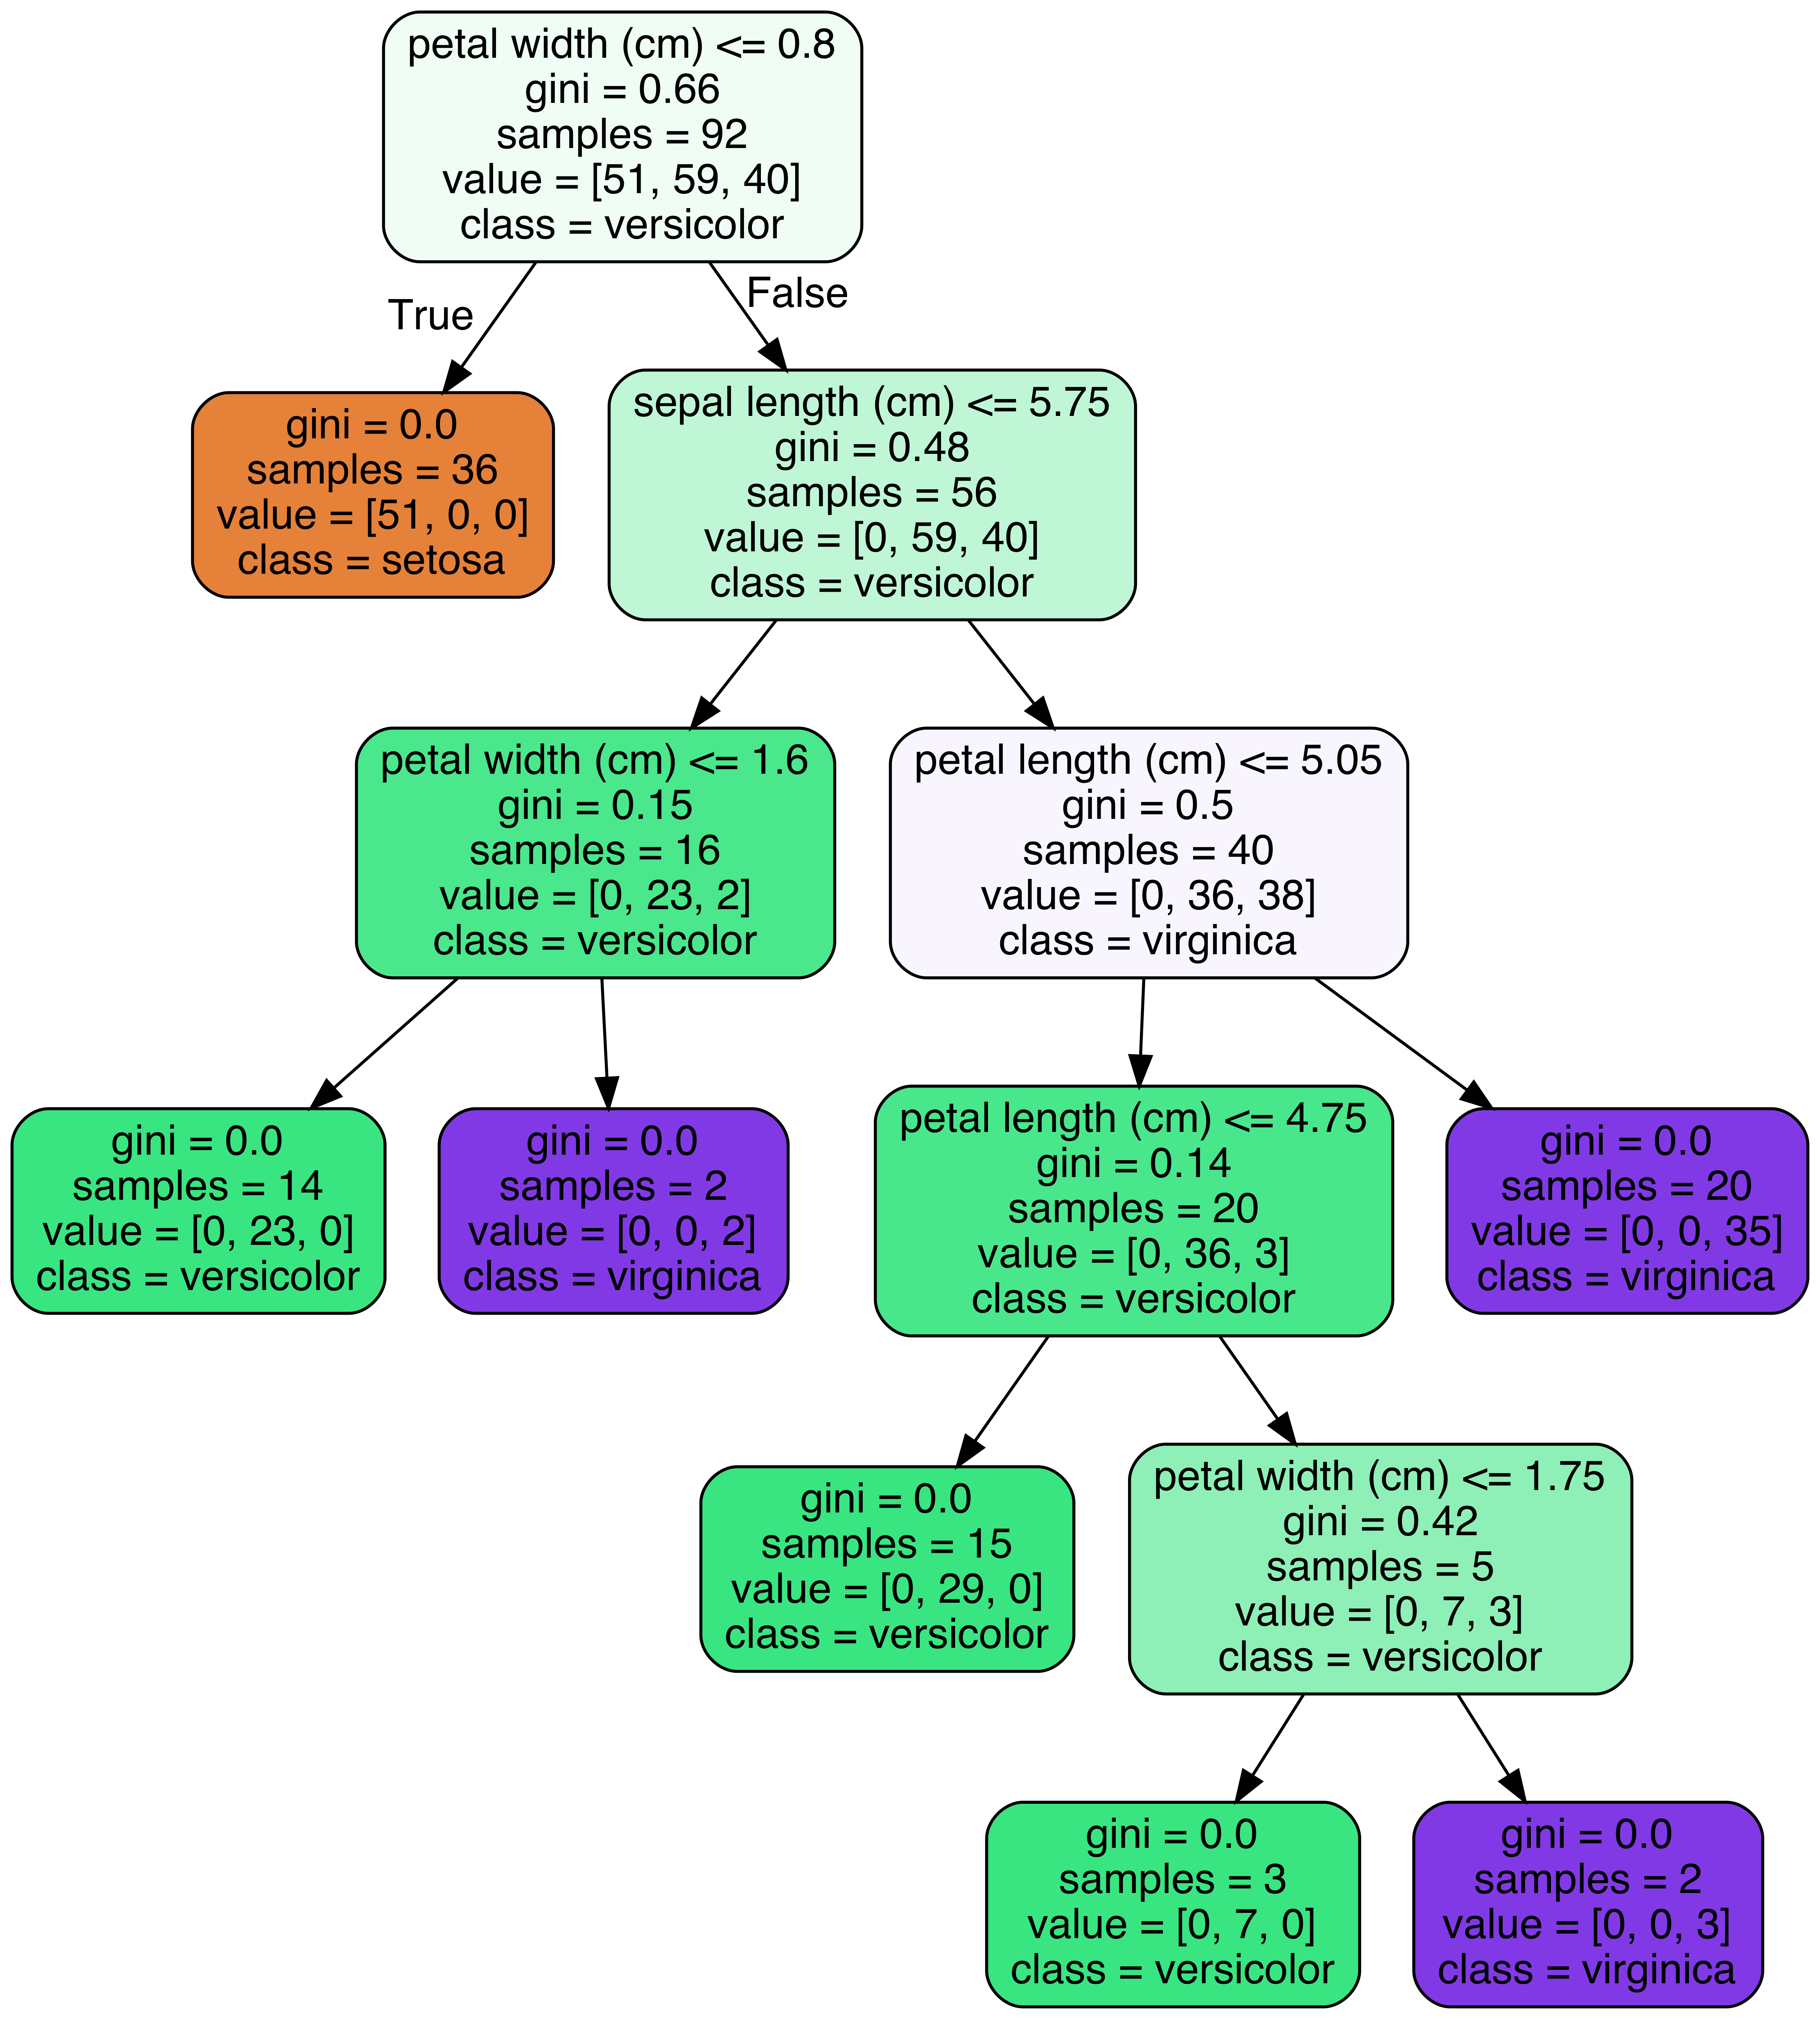 petal width (cm) <= 0.8
gini = 0.66
samples = 92
value = [51, 59, 40]
class = versicolor
True
False
gini = 0.0
samples = 36
value = [51, 0, 0]
class = setosa
sepal length (cm) <= 5.75
gini = 0.48
samples = 56
value = [0, 59, 40]
class = versicolor
petal width (cm) <= 1.6
gini = 0.15
samples = 16
value = [0, 23, 2]
class = versicolor
petal length (cm) <= 5.05
gini = 0.5
samples = 40
value = [0, 36, 38]
class = virginica
gini = 0.0
samples = 14
value = [0, 23, 0]
class = versicolor
gini = 0.0
samples = 2
value = [0, 0, 2]
class = virginica
petal length (cm) <= 4.75
gini = 0.14
samples = 20
value = [0, 36, 3]
class = versicolor
gini = 0.0
samples = 20
value = [0, 0, 35]
class = virginica
gini = 0.0
samples = 15
value = [0, 29, 0]
class = versicolor
petal width (cm) <= 1.75
gini = 0.42
samples = 5
value = [0, 7, 3]
class = versicolor
gini = 0.0
samples = 3
value = [0, 7, 0]
class = versicolor
gini = 0.0
samples = 2
value = [0, 0, 3]
class = virginica